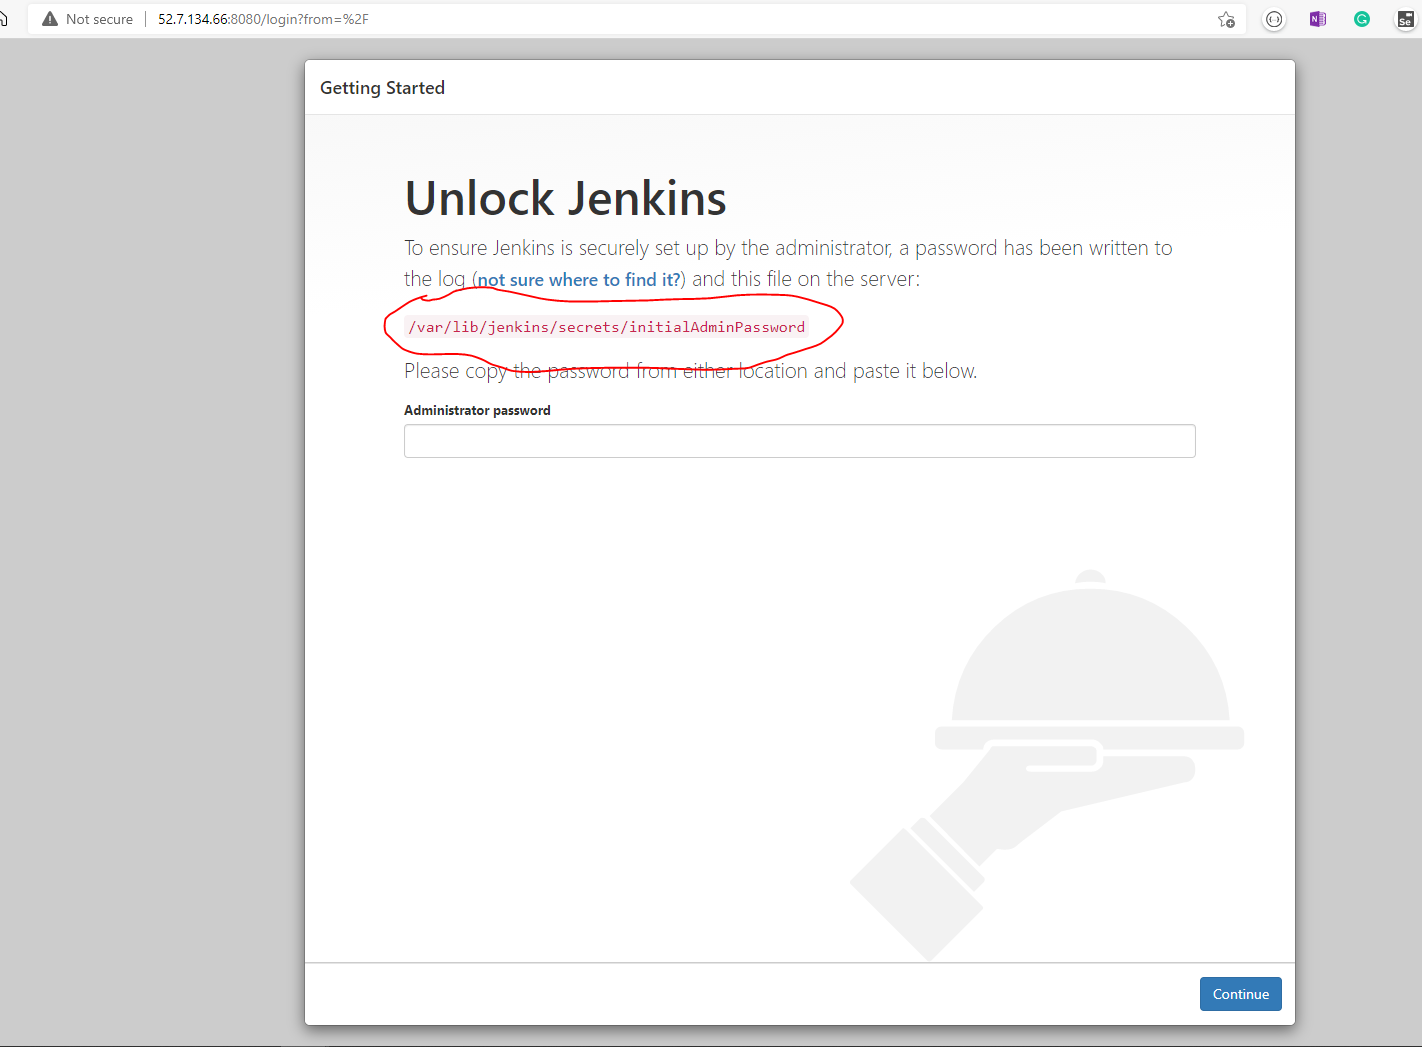 Not secure | 52.7.134.66:8080/login?from=%2F
Getting Started
Unlock Jenkins
To ensure Jenkins is securely set up by the administrator, a password has been written to
the log (not sure where to find it?) and this file on the server:
/var/lib/jenkins/secrets/initialAdminPassword
Please copy the password from either location and paste it below.
Administrator password
Continue